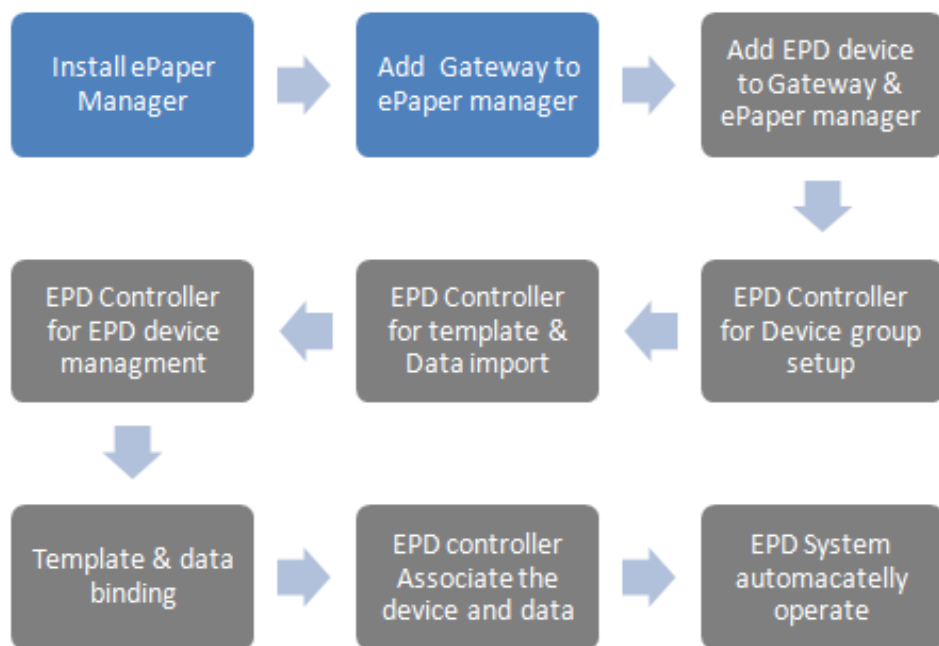 Install ePaper
Manager
Add Gateway to
ePaper manager
Add EPD device
to Gateway &
ePaper manager
EPD Controller
for Device group
setup
EPD Controller
for template &
Data import
EPD Controller
for EPD device
managment
Template & data
binding
EPD controller
Associate the
device and data
EPD System
automacatelly
operate